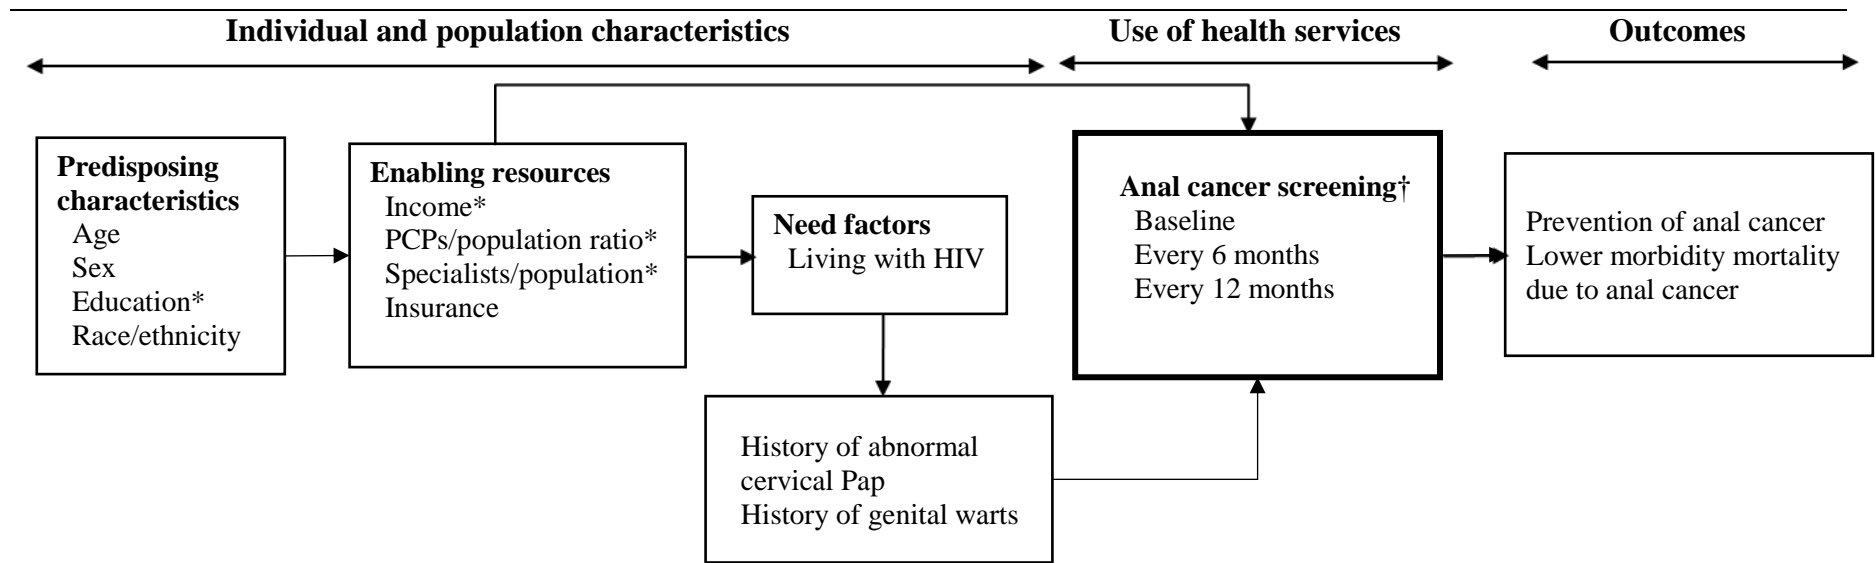 Individual and population characteristics
Use of health services
Outcomes
Predisposing
characteristics
Age
Sex
Education*
Race/ethnicity
Enabling resources
Income*
PCPs/population ratio*
Specialists/population*
Insurance
Need factors
Living with HIV
History of abnormal
cervical Pap
History of genital warts
Anal cancer screening†
Baseline
Every 6 months
Every 12 months
Prevention of anal cancer
Lower morbidity mortality
due to anal cancer